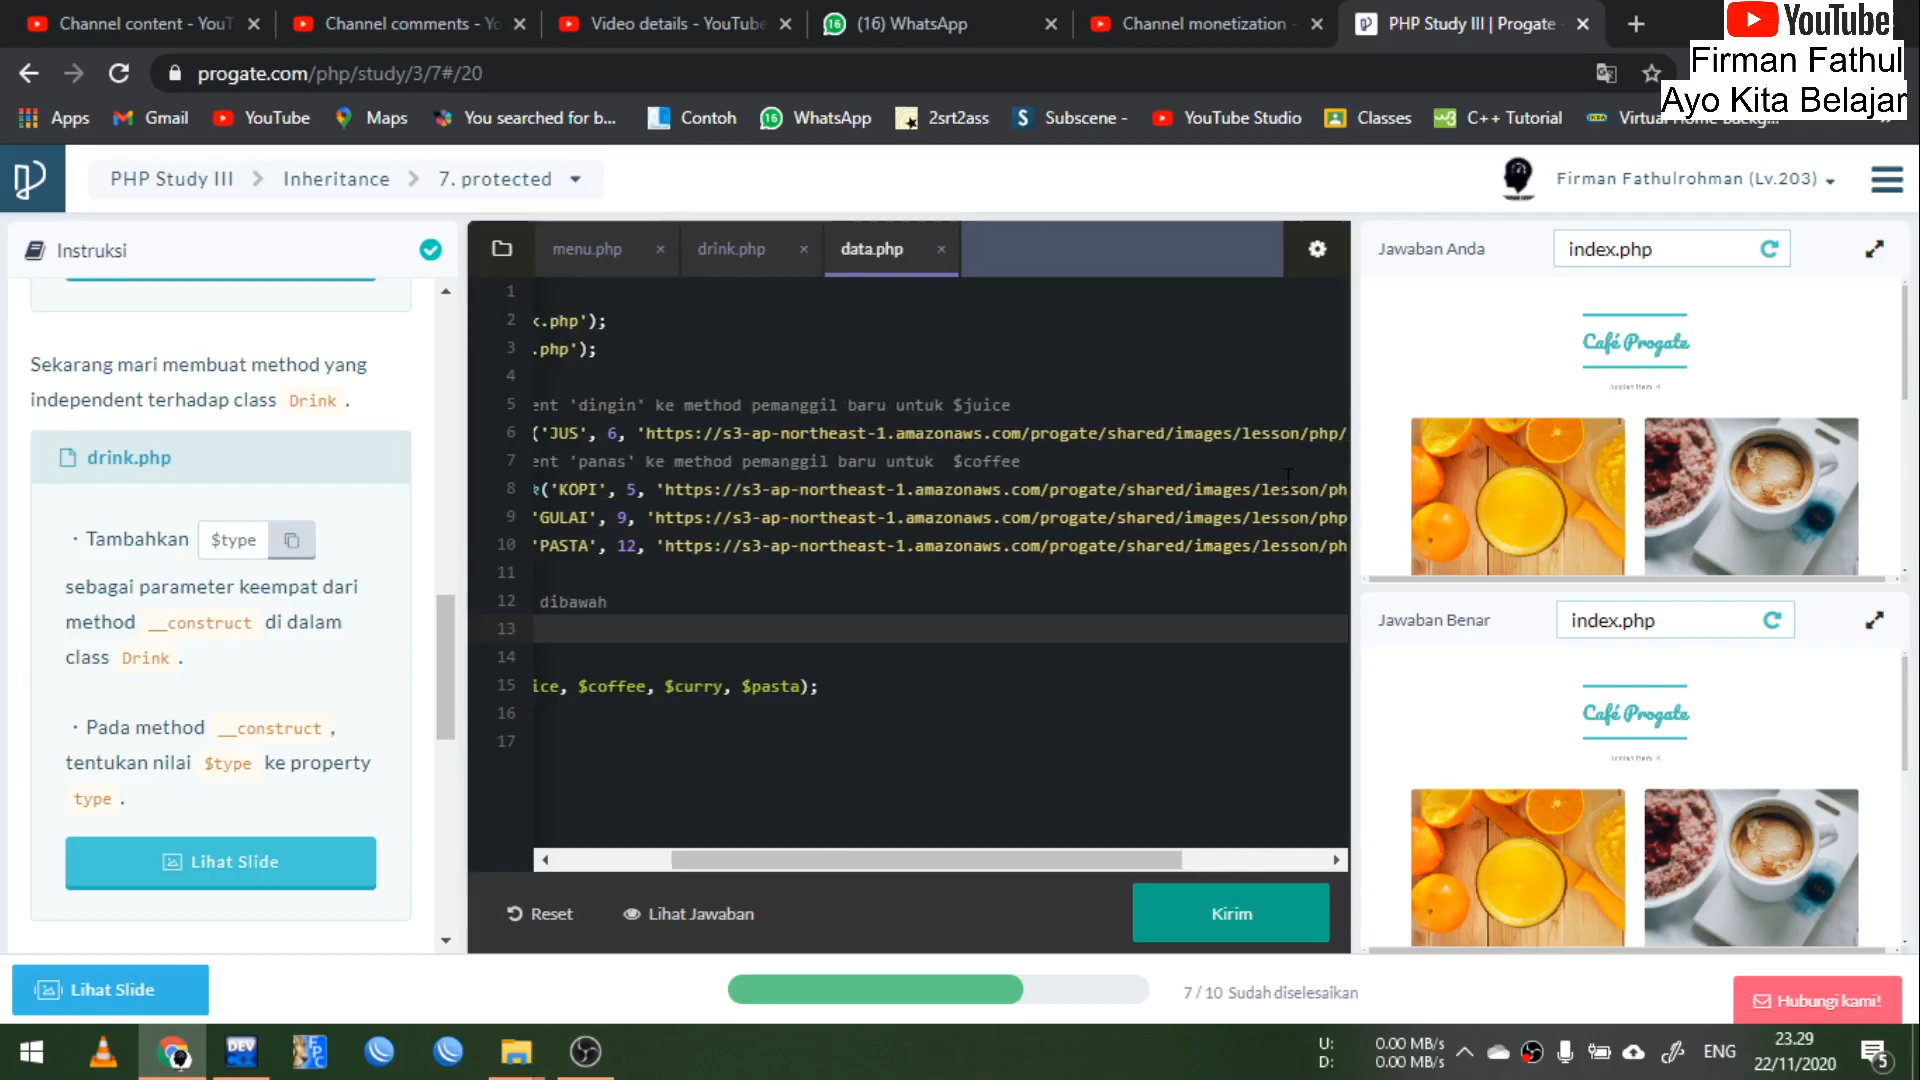 Channel content - YouT
Channel comments - Yo
Video details - YouTube
(16) WhatsApp
Channel monetization -
PHP Study III | Progate
YouTube
Firman Fathul
Ayo Kita Belajar
progate.com/php/study/3/7#/20
Apps
Gmail
YouTube
Maps
You searched for b...
Contoh
WhatsApp
2srt2ass
Subscene -
YouTube Studio
Classes
C++ Tutorial
PHP Study III
Inheritance
7. protected
Firman Fathulrohman (Lv.203)
Instruksi
Sekarang mari membuat method yang
independent terhadap class Drink .
drink.php
· Tambahkan $type
sebagai parameter keempat dari
method __construct di dalam
class Drink .
· Pada method __construct ,
tentukan nilai $type ke property
type .
Lihat Slide
menu.php
drink.php
data.php
1
2 k.php');
3 .php');
4
5 ent 'dingin' ke method pemanggil baru untuk $juice
6 ('JUS', 6, 'https://s3-ap-northeast-1.amazonaws.com/progate/shared/images/lesson/php/
7 ent 'panas' ke method pemanggil baru untuk  $coffee
8 k('KOPI', 5, 'https://s3-ap-northeast-1.amazonaws.com/progate/shared/images/lesson/ph
9 'GULAI', 9, 'https://s3-ap-northeast-1.amazonaws.com/progate/shared/images/lesson/php
10 'PASTA', 12, 'https://s3-ap-northeast-1.amazonaws.com/progate/shared/images/lesson/ph
11
12 dibawah
13
14
15 ice, $coffee, $curry, $pasta);
16
17
Reset
Lihat Jawaban
Kirim
Jawaban Anda
index.php
Café Progate
Jawaban Benar
index.php
Café Progate
Lihat Slide
7 / 10 Sudah diselesaikan
Hubungi kami!
DEV
U: 0.00 MB/s
D: 0.00 MB/s
ENG
23.29
22/11/2020
5